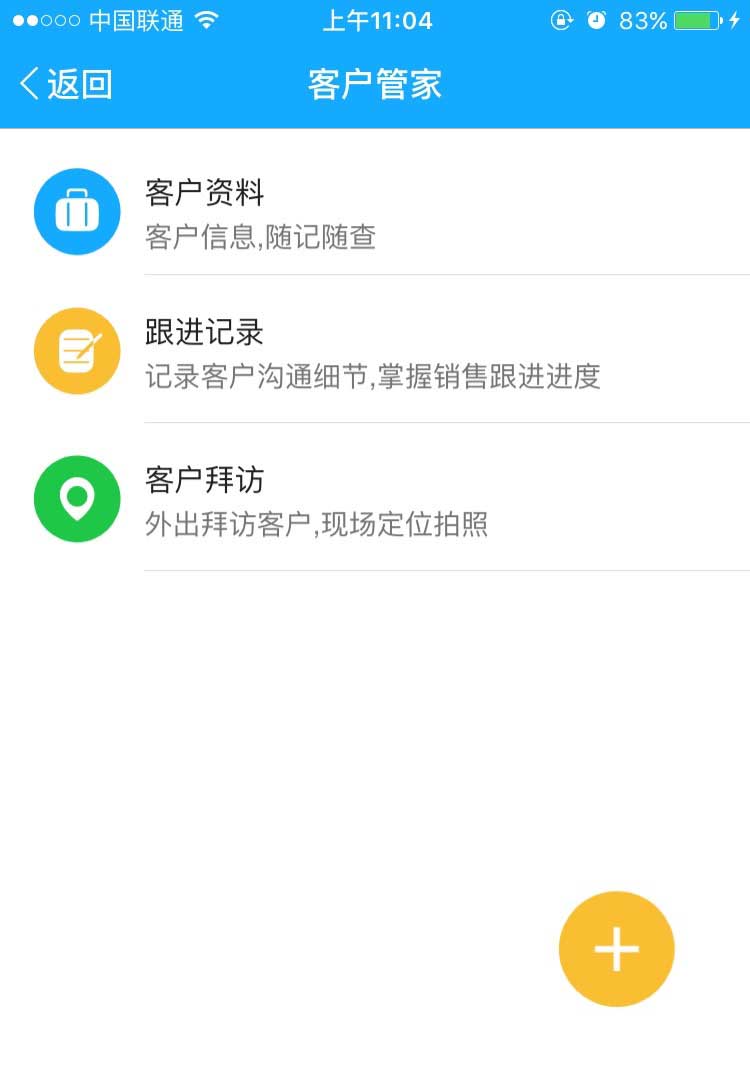 中国联通 上午11:04 83%
返回 客户管家
客户资料
客户信息,随记随查
跟进记录
记录客户沟通细节,掌握销售跟进进度
客户拜访
外出拜访客户,现场定位拍照